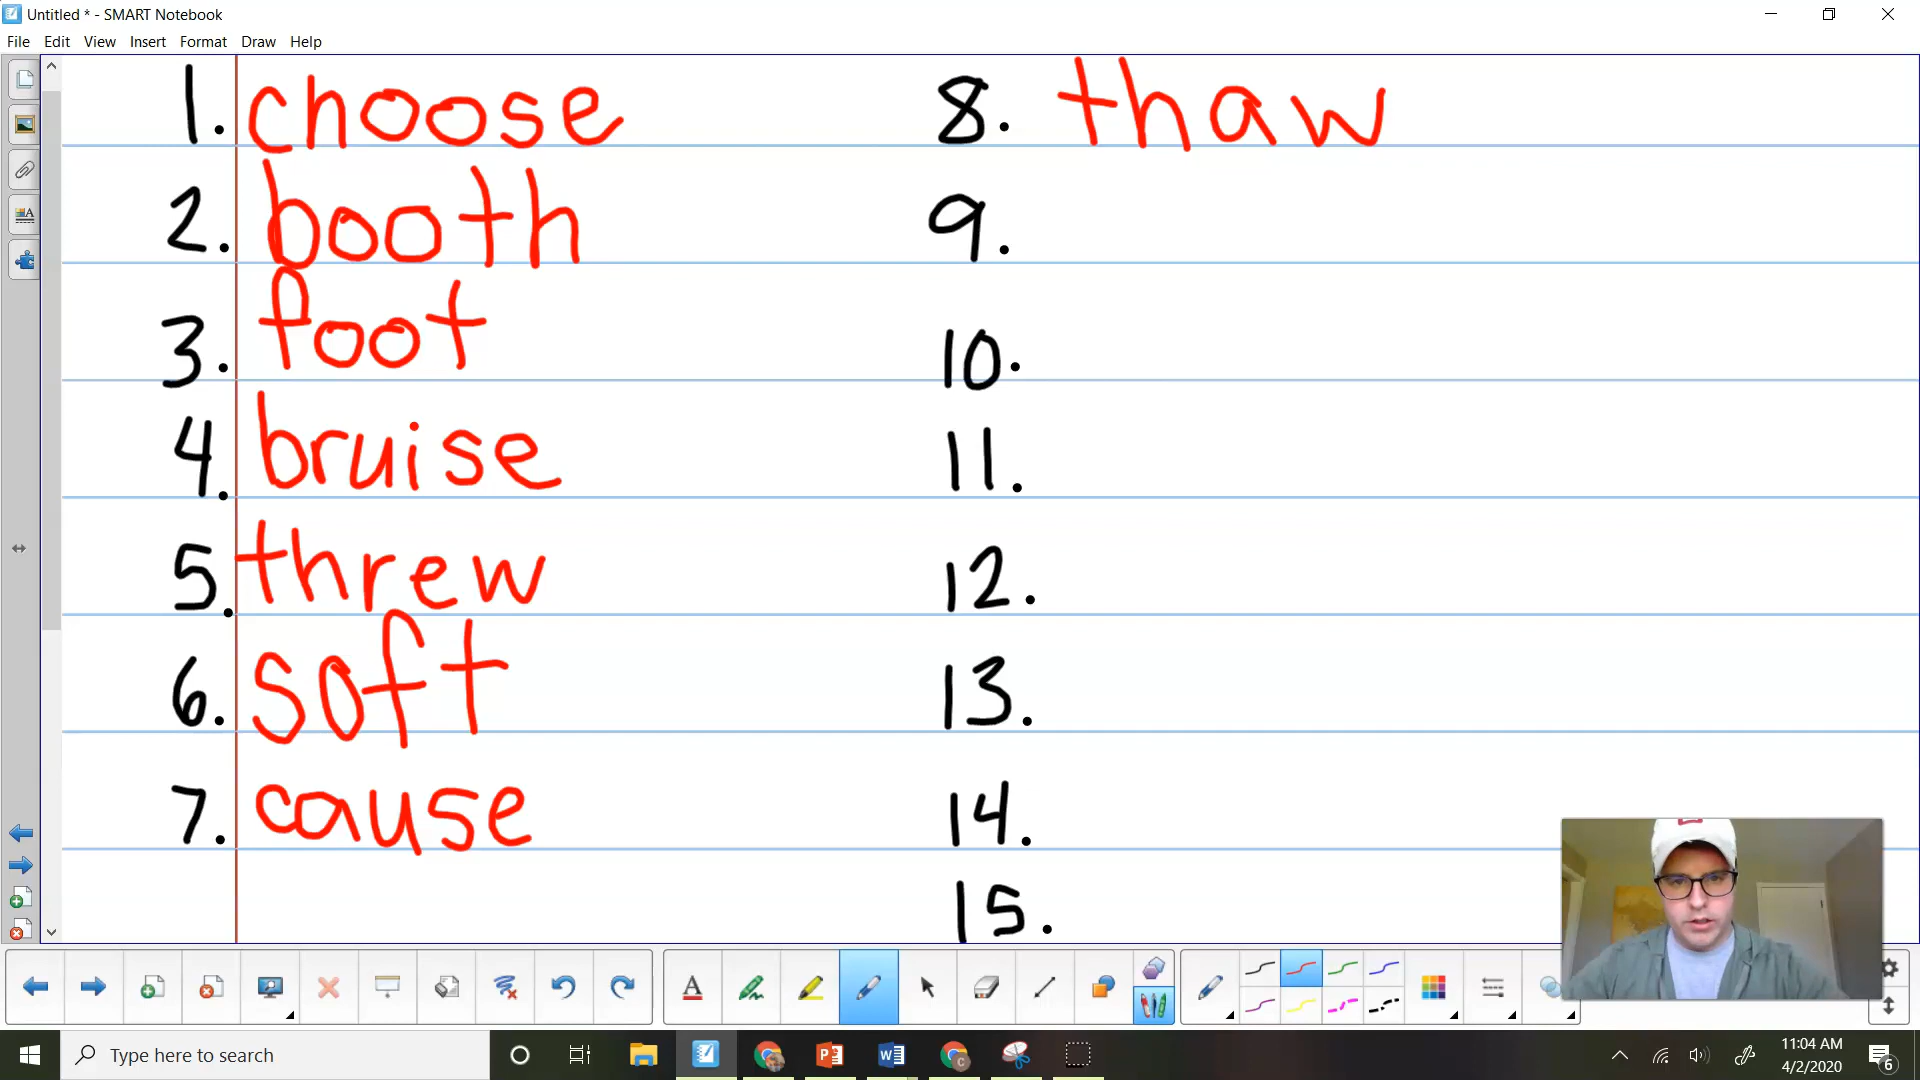 Untitled * - SMART Notebook
File Edit View Insert Format Draw Help
1. choose
2. booth
3. foot
4. bruise
5. threw
6. soft
7. cause
8. thaw
9.
10.
11.
12.
13.
14.
15.
Type here to search
11:04 AM
4/2/2020
6